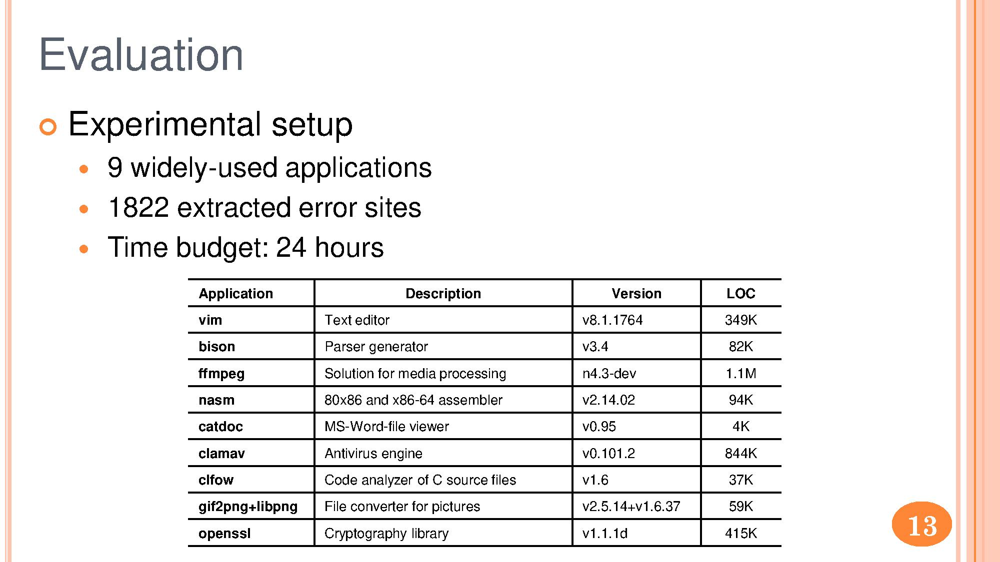 Evaluation
Experimental setup
9 widely-used applications
1822 extracted error sites
Time budget: 24 hours
Application Description Version LOC
vim Text editor v8.1.1764 349K
bison Parser generator v3.4 82K
ffmpeg Solution for media processing n4.3-dev 1.1M
nasm 80x86 and x86-64 assembler v2.14.02 94K
catdoc MS-Word-file viewer v0.95 4K
clamav Antivirus engine v0.101.2 844K
clfow Code analyzer of C source files v1.6 37K
gif2png+libpng File converter for pictures v2.5.14+v1.6.37 59K
openssl Cryptography library v1.1.1d 415K
13